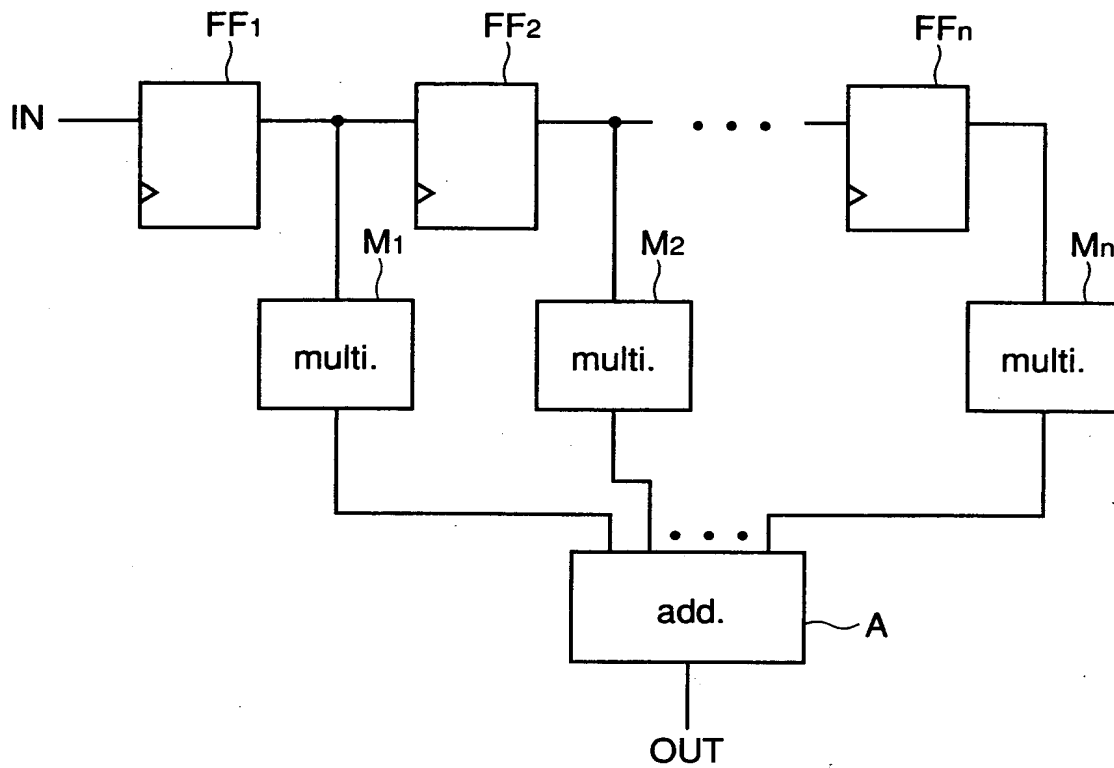 FF1 FF2 FFn
IN
M1 M2 Mn
multi. multi. multi.
add.
A
OUT